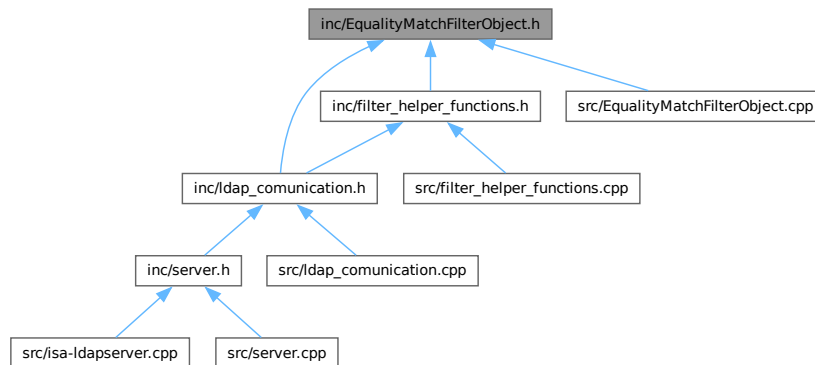 inc/EqualityMatchFilterObject.h
inc/filter_helper_functions.h
src/EqualityMatchFilterObject.cpp
inc/ldap_comunication.h
src/filter_helper_functions.cpp
inc/server.h
src/ldap_comunication.cpp
src/isa-ldapserver.cpp
src/server.cpp